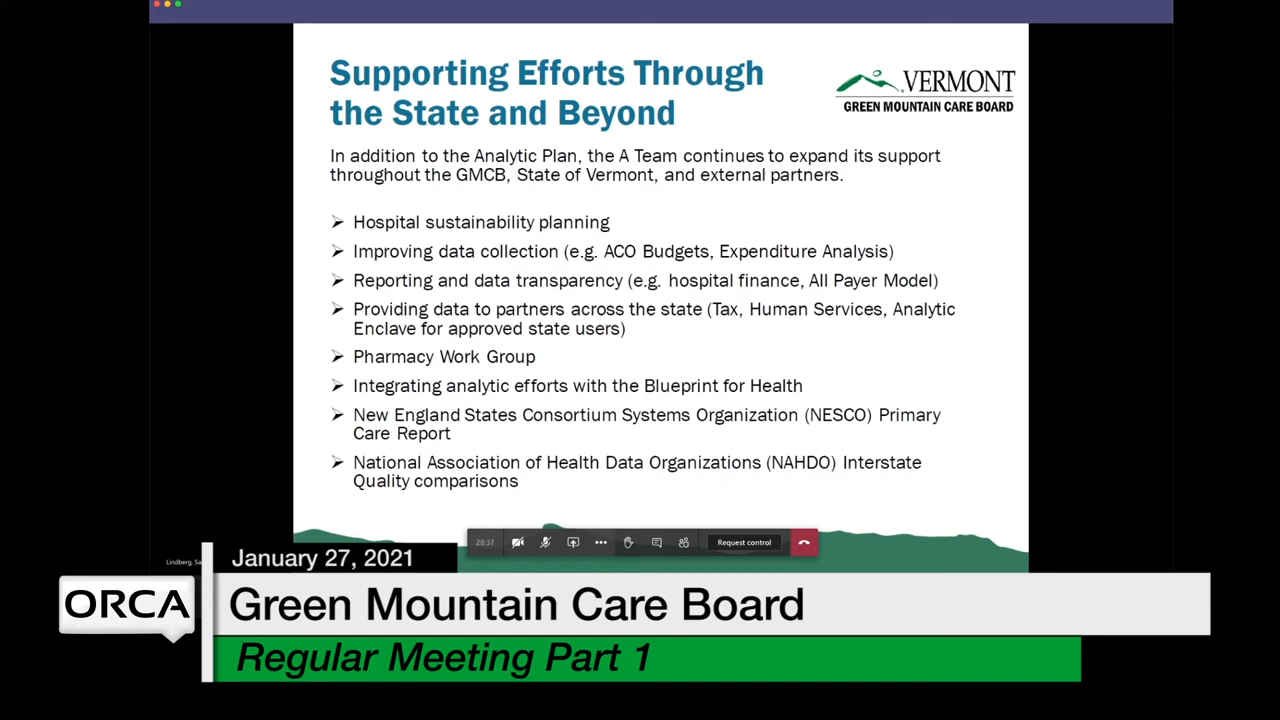 Supporting Efforts Through
the State and Beyond
VERMONT
GREEN MOUNTAIN CARE BOARD
In addition to the Analytic Plan, the A Team continues to expand its support
throughout the GMCB, State of Vermont, and external partners.
Hospital sustainability planning
Improving data collection (e.g. ACO Budgets, Expenditure Analysis)
Reporting and data transparency (e.g. hospital finance, All Payer Model)
Providing data to partners across the state (Tax, Human Services, Analytic
Enclave for approved state users)
Pharmacy Work Group
Integrating analytic efforts with the Blueprint for Health
New England States Consortium Systems Organization (NESCO) Primary
Care Report
National Association of Health Data Organizations (NAHDO) Interstate
Quality comparisons
28:37
Request control
Lindberg,
January 27, 2021
ORCA
Green Mountain Care Board
Regular Meeting Part 1